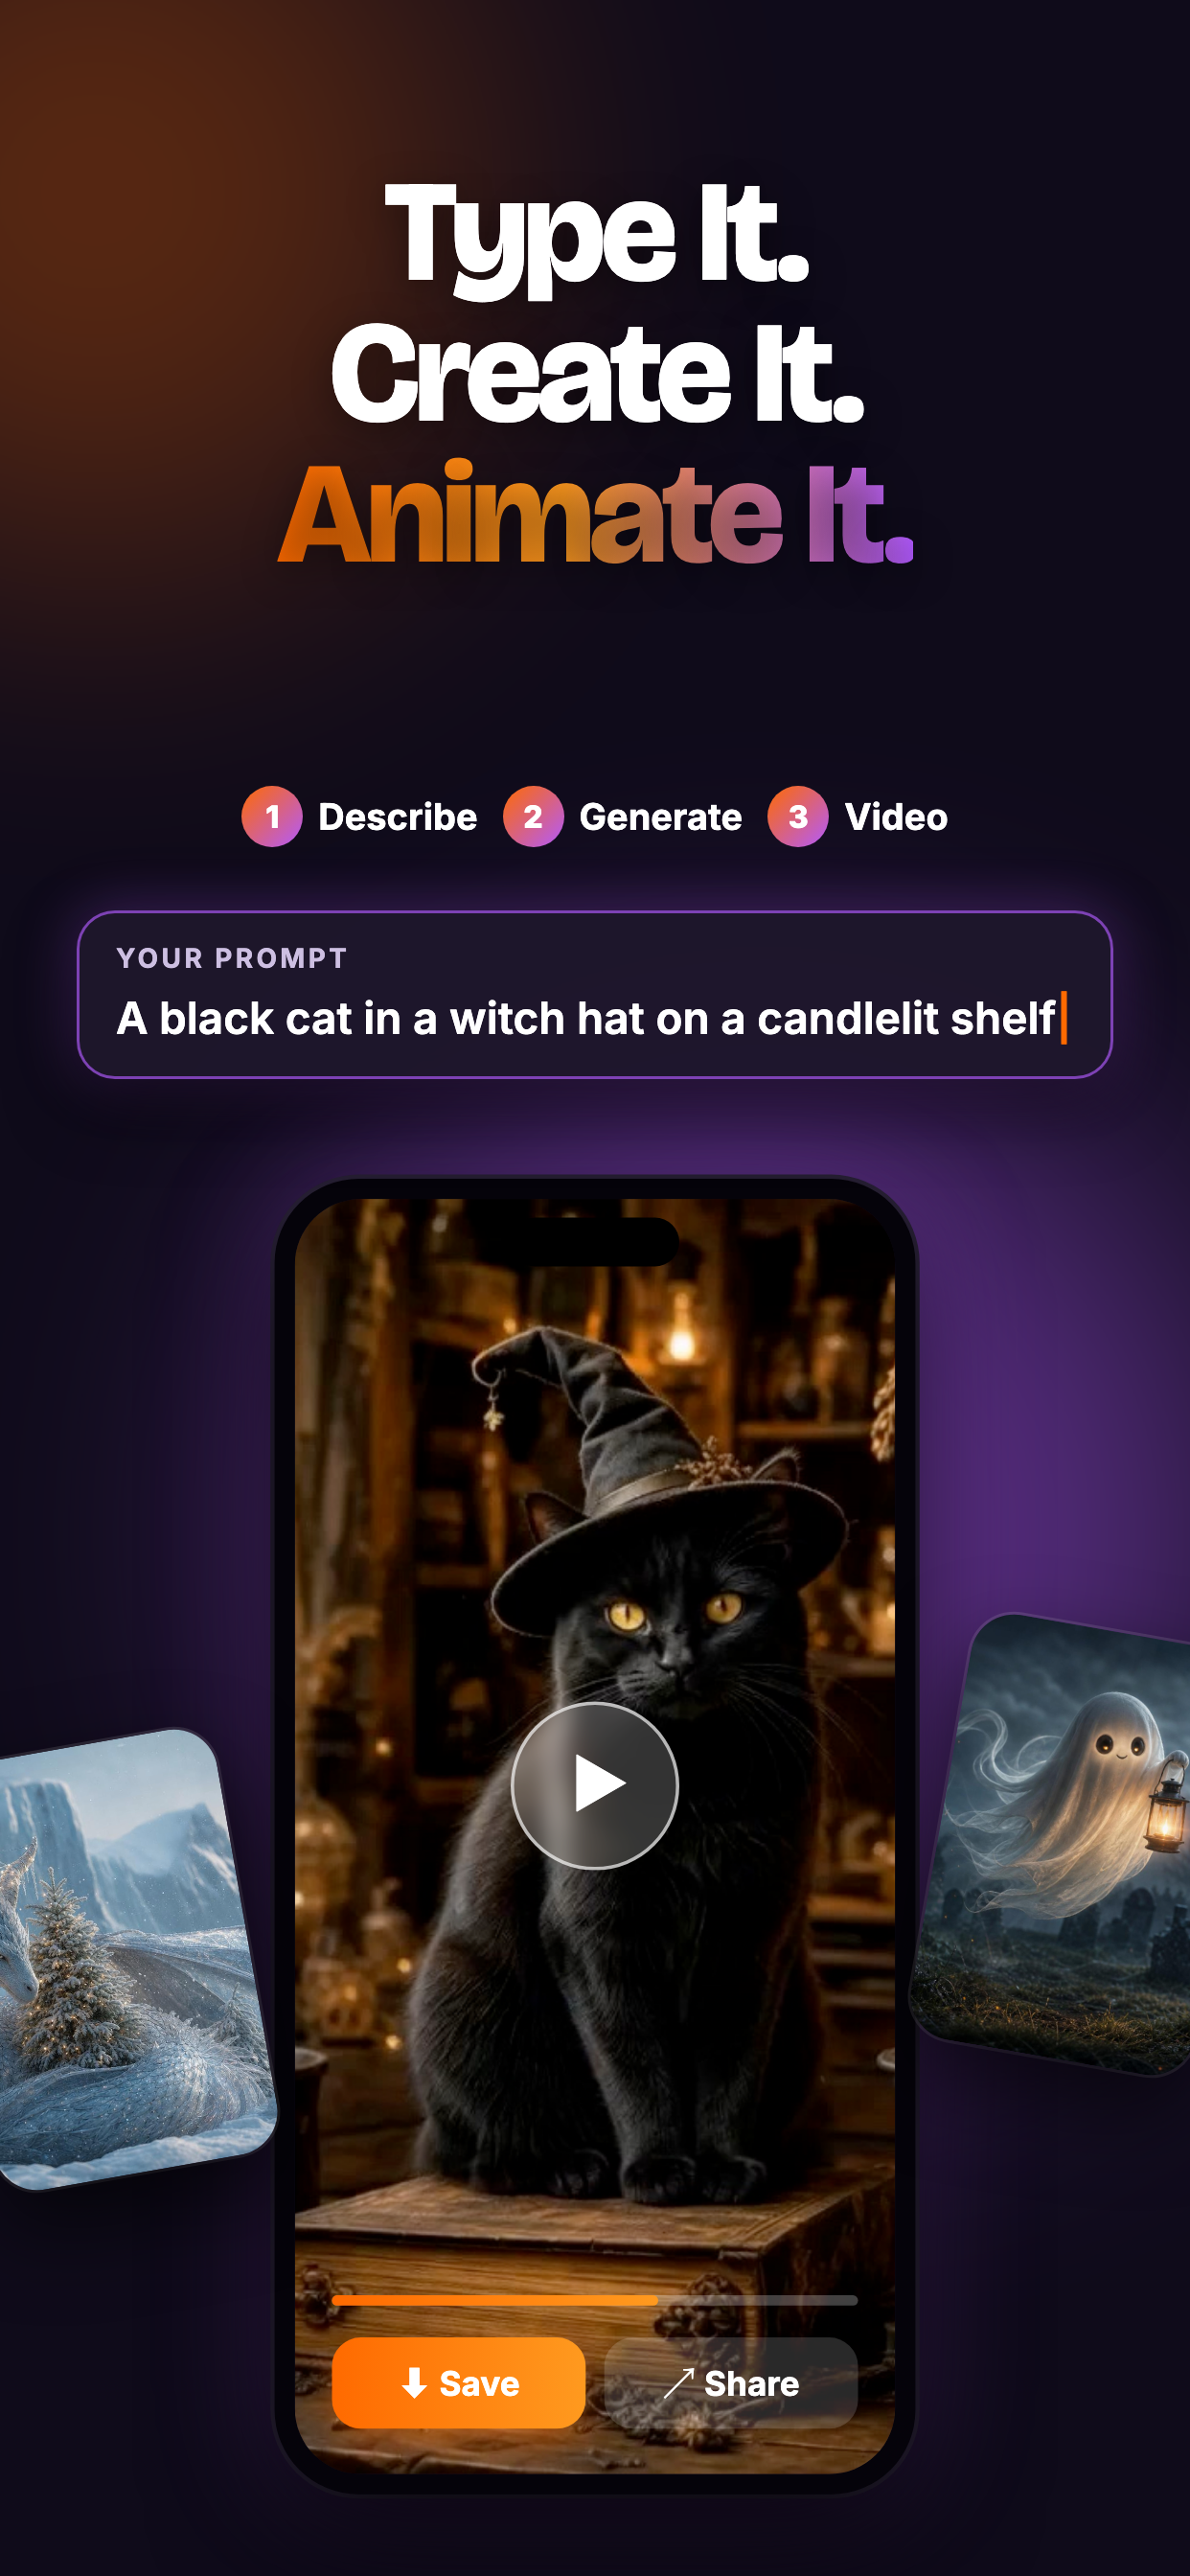 Type It.
Create It.
Animate It.
1 Describe 2 Generate 3 Video
YOUR PROMPT
A black cat in a witch hat on a candlelit shelf
Save
Share